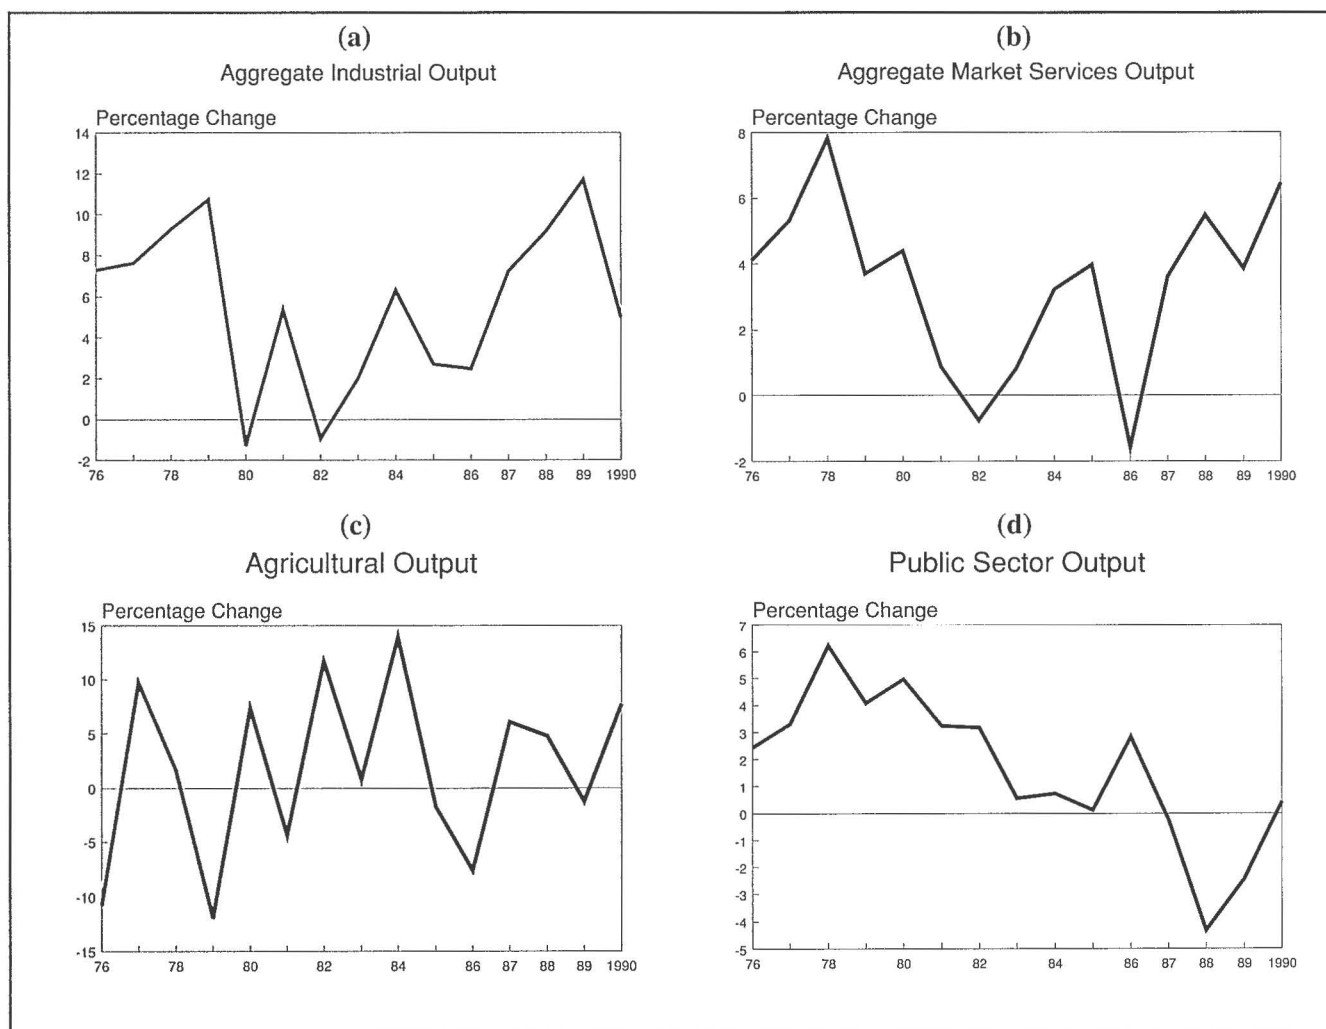 (a)
Aggregate Industrial Output
Percentage Change
14
12
10
8
6
4
2
0
-2
76 78 80 82 84 86 87 88 89 1990
(b)
Aggregate Market Services Output
Percentage Change
8
6
4
2
0
-2
76 78 80 82 84 86 87 88 89 1990
(c)
Agricultural Output
Percentage Change
15
10
5
0
-5
-10
-15
76 78 80 82 84 86 87 88 89 1990
(d)
Public Sector Output
Percentage Change
7
6
5
4
3
2
1
0
-1
-2
-3
-4
-5
76 78 80 82 84 86 87 88 89 1990